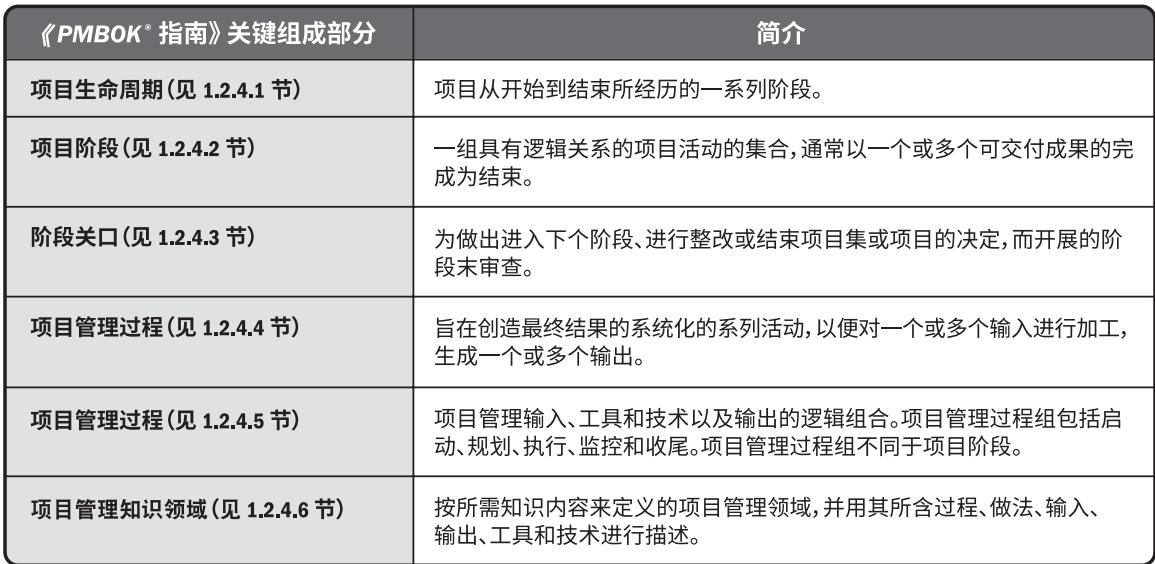 《PMBOK® 指南》关键组成部分
简介
项目生命周期（见 1.2.4.1 节）
项目从开始到结束所经历的一系列阶段。
项目阶段（见 1.2.4.2 节）
一组具有逻辑关系的项目活动的集合，通常以一个或多个可交付成果的完
成为结束。
阶段关口（见 1.2.4.3 节）
为做出进入下个阶段、进行整改或结束项目集或项目的决定，而开展的阶
段末审查。
项目管理过程（见 1.2.4.4 节）
旨在创造最终结果的系统化的系列活动，以便对一个或多个输入进行加工，
生成一个或多个输出。
项目管理过程（见 1.2.4.5 节）
项目管理输入、工具和技术以及输出的逻辑组合。项目管理过程组包括启
动、规划、执行、监控和收尾。项目管理过程组不同于项目阶段。
项目管理知识领域（见 1.2.4.6 节）
按所需知识内容来定义的项目管理领域，并用其所含过程、做法、输入、
输出、工具和技术进行描述。